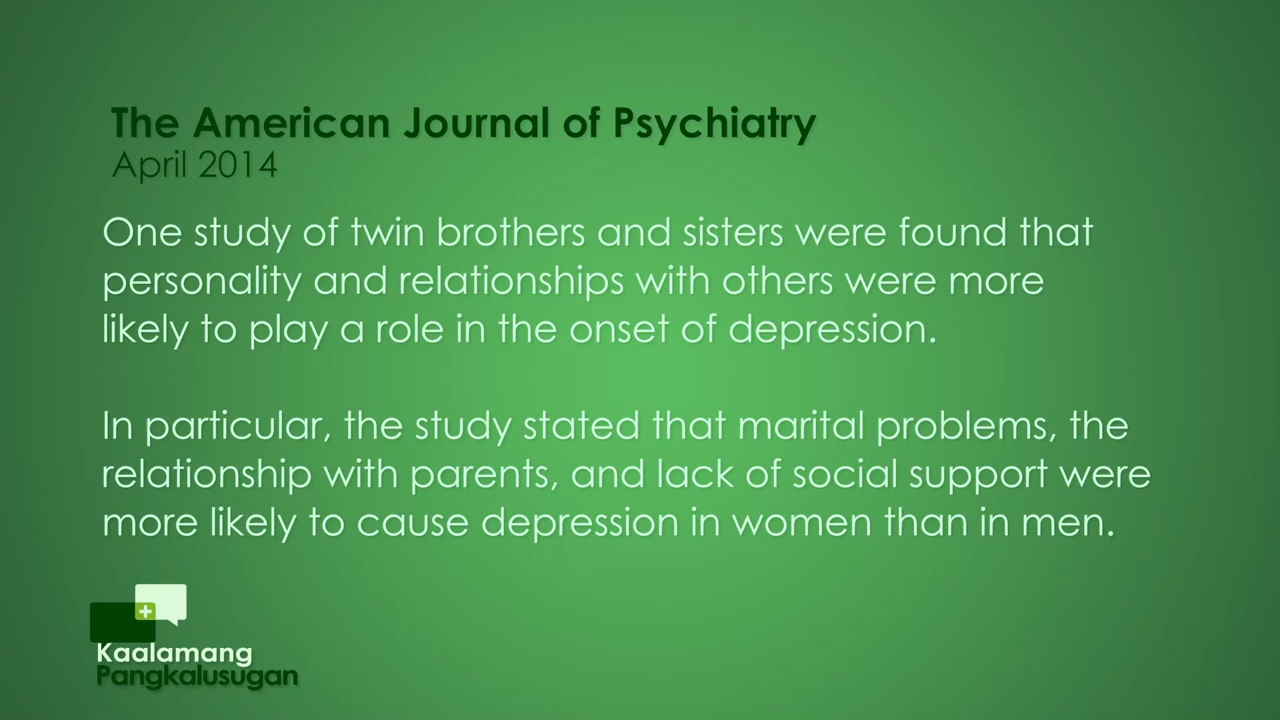 The American Journal of Psychiatry
April 2014
One study of twin brothers and sisters were found that
personality and relationships with others were more
likely to play a role in the onset of depression.
In particular, the study stated that marital problems, the
relationship with parents, and lack of social support were
more likely to cause depression in women than in men.
Kaalamang
Pangkalusugan